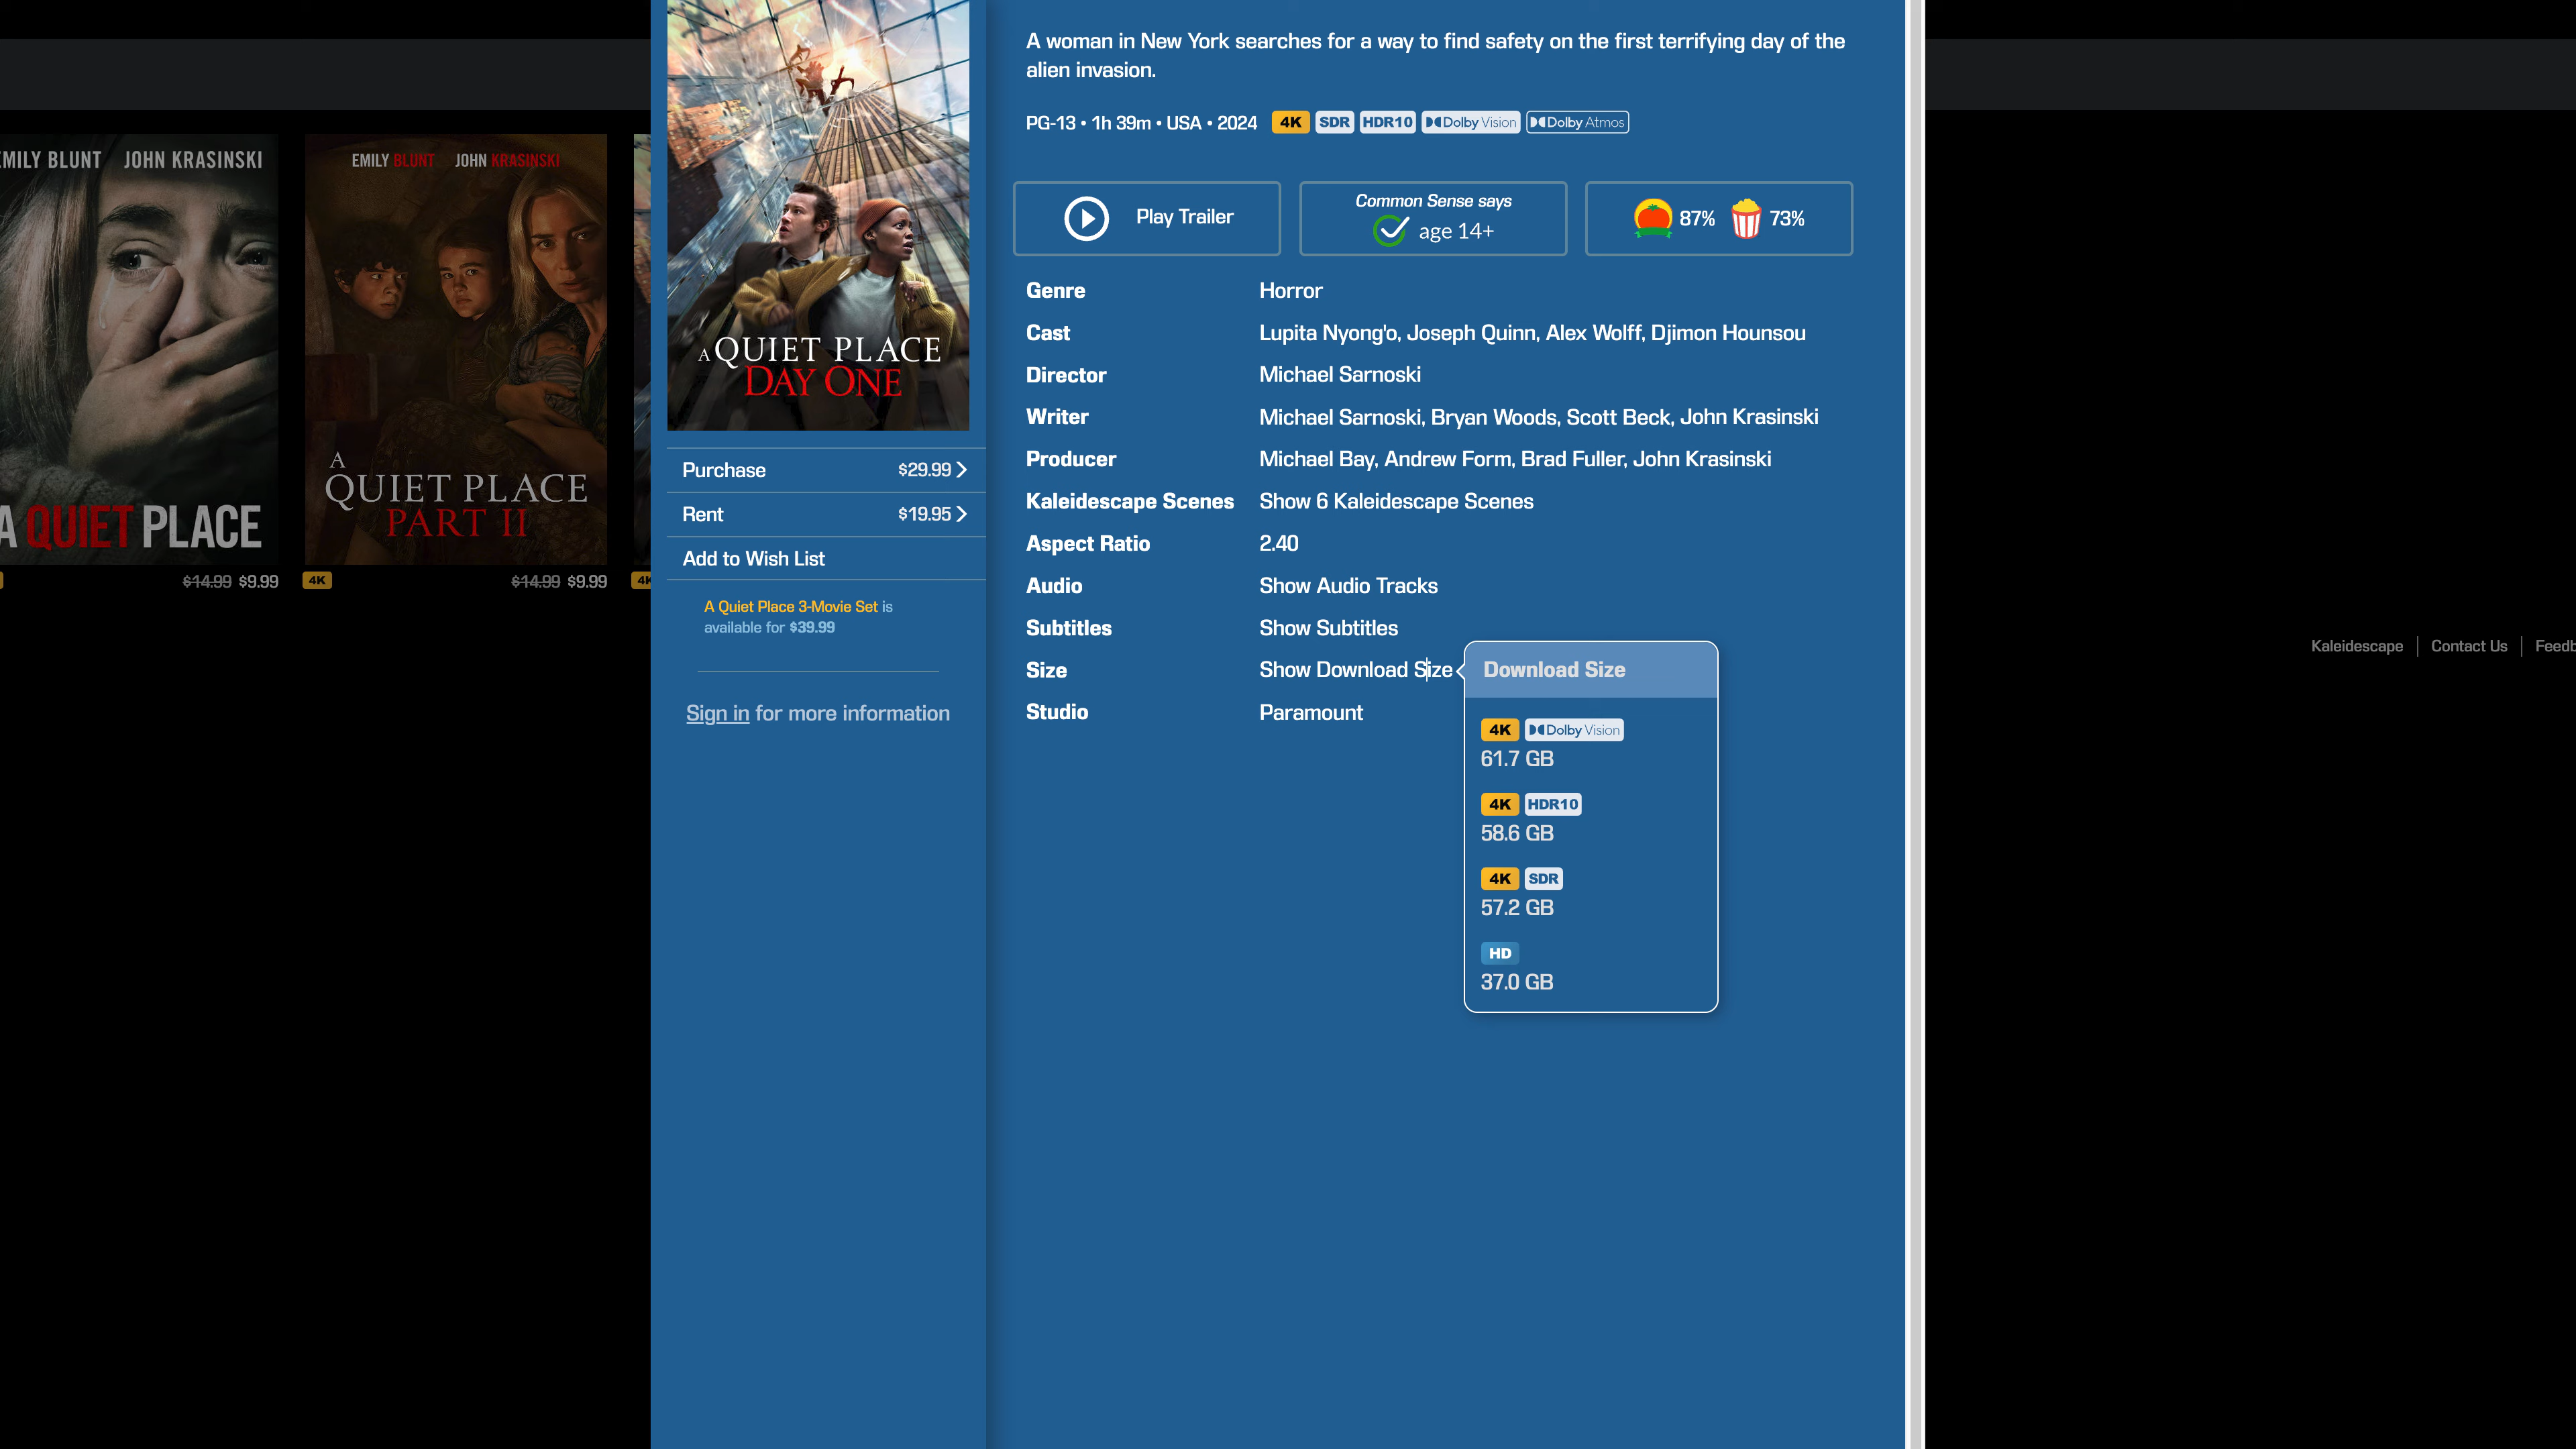 EMILY BLUNT JOHN KRASINSKI
A QUIET PLACE
$14.99 $9.99
EMILY BLUNT JOHN KRASINSKI
A
QUIET PLACE
PART II
4K $14.99 $9.99
4K
A QUIET PLACE
DAY ONE
Purchase $29.99
Rent $19.95
Add to Wish List
A Quiet Place 3-Movie Set is
available for $39.99
Sign in for more information
A woman in New York searches for a way to find safety on the first terrifying day of the
alien invasion.
PG-13 • 1h 39m • USA • 2024 4K SDR HDR10 Dolby Vision Dolby Atmos
Play Trailer
Common Sense says
age 14+
87% 73%
Genre Horror
Cast Lupita Nyong'o, Joseph Quinn, Alex Wolff, Djimon Hounsou
Director Michael Sarnoski
Writer Michael Sarnoski, Bryan Woods, Scott Beck, John Krasinski
Producer Michael Bay, Andrew Form, Brad Fuller, John Krasinski
Kaleidescape Scenes Show 6 Kaleidescape Scenes
Aspect Ratio 2.40
Audio Show Audio Tracks
Subtitles Show Subtitles
Size Show Download Size
Studio Paramount
Download Size
4K Dolby Vision
61.7 GB
4K HDR10
58.6 GB
4K SDR
57.2 GB
HD
37.0 GB
Kaleidescape | Contact Us | Feedb